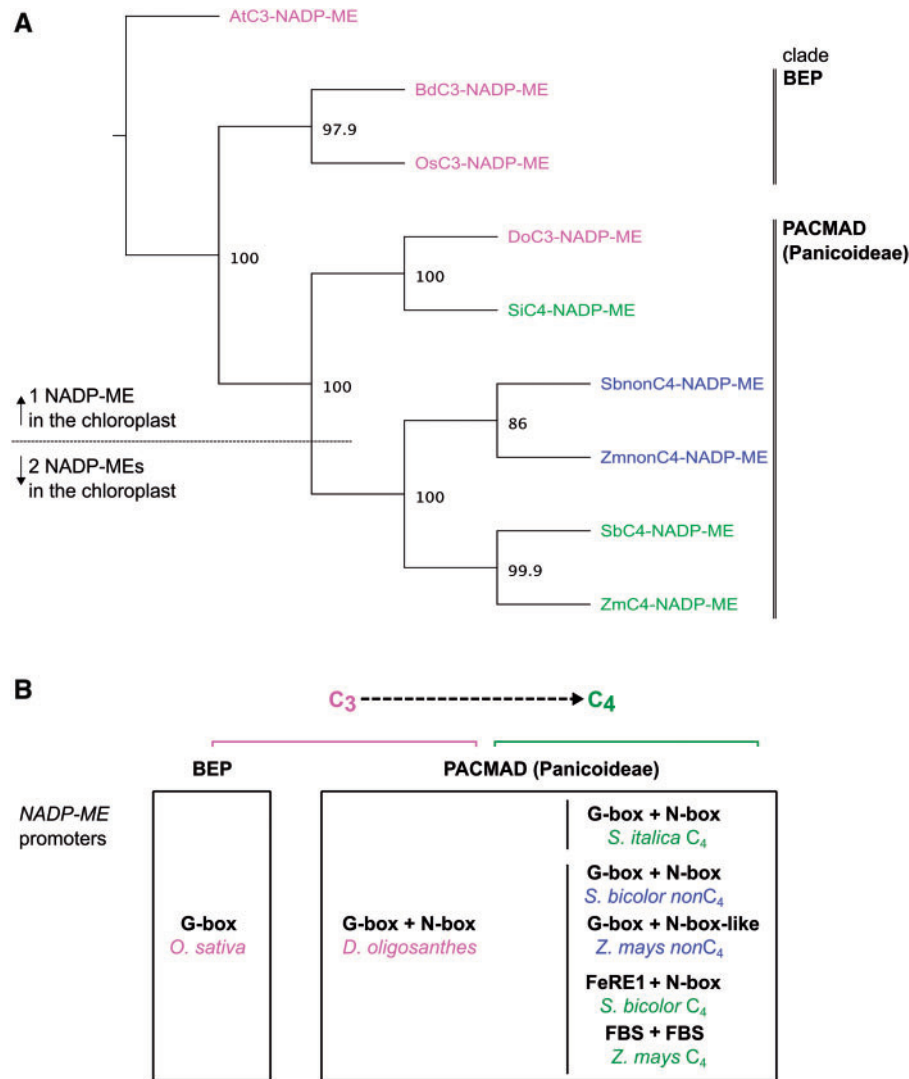 A
AtC3-NADP-ME
clade
BEP
BdC3-NADP-ME
97.9
OsC3-NADP-ME
PACMAD
(Panicoideae)
DoC3-NADP-ME
100
100
SiC4-NADP-ME
100
SbnonC4-NADP-ME
1 NADP-ME
in the chloroplast
86
2 NADP-MEs
in the chloroplast
ZmnonC4-NADP-ME
100
SbC4-NADP-ME
99.9
ZmC4-NADP-ME
B
C3
C4
BEP
PACMAD (Panicoideae)
NADP-ME
promoters
G-box
O. sativa
G-box + N-box
D. oligosanthes
G-box + N-box
S. italica C4
G-box + N-box
S. bicolor nonC4
G-box + N-box-like
Z. mays nonC4
FeRE1 + N-box
S. bicolor C4
FBS + FBS
Z. mays C4